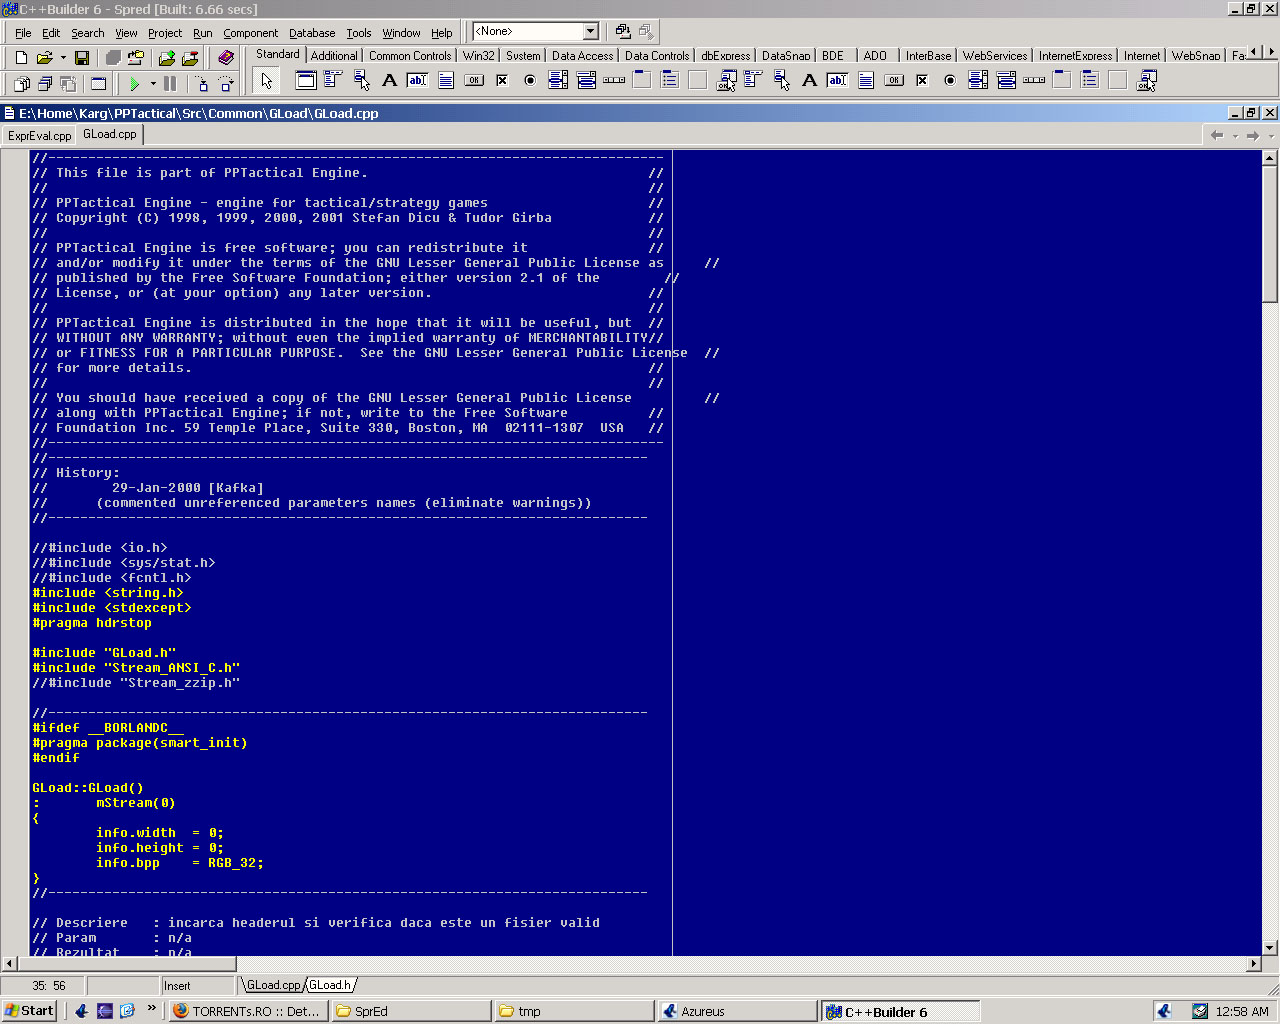 C++Builder 6 - Spred [Built: 6.66 secs]
File Edit Search View Project Run Component Database Tools Window Help <None>
Standard Additional Common Controls Win32 System Data Access Data Controls dbExpress DataSnap BDE ADO InterBase WebServices InternetExpress Internet WebSnap Fa
E:\Home\Karg\PPTactical\Src\Common\GLoad\GLoad.cpp
ExprEval.cpp GLoad.cpp
//-----------------------------------------------------------------------------
// This file is part of PPTactical Engine. //
// //
// PPTactical Engine - engine for tactical/strategy games //
// Copyright (C) 1998, 1999, 2000, 2001 Stefan Dicu & Tudor Girba //
// //
// PPTactical Engine is free software; you can redistribute it //
// and/or modify it under the terms of the GNU Lesser General Public License as //
// published by the Free Software Foundation; either version 2.1 of the //
// License, or (at your option) any later version. //
// //
// PPTactical Engine is distributed in the hope that it will be useful, but //
// WITHOUT ANY WARRANTY; without even the implied warranty of MERCHANTABILITY//
// or FITNESS FOR A PARTICULAR PURPOSE.  See the GNU Lesser General Public License //
// for more details. //
// //
// You should have received a copy of the GNU Lesser General Public License //
// along with PPTactical Engine; if not, write to the Free Software //
// Foundation Inc. 59 Temple Place, Suite 330, Boston, MA  02111-1307  USA //
//-----------------------------------------------------------------------------
//---------------------------------------------------------------------------
// History:
// 29-Jan-2000 [Kafka]
// (commented unreferenced parameters names (eliminate warnings))
//---------------------------------------------------------------------------
//#include <io.h>
//#include <sys/stat.h>
//#include <fcntl.h>
#include <string.h>
#include <stdexcept>
#pragma hdrstop
#include "GLoad.h"
#include "Stream_ANSI_C.h"
//#include "Stream_zzip.h"
//---------------------------------------------------------------------------
#ifdef __BORLANDC__
#pragma package(smart_init)
#endif
GLoad::GLoad()
: mStream(0)
{
info.width  = 0;
info.height = 0;
info.bpp    = RGB_32;
}
//---------------------------------------------------------------------------
// Descriere   : incarca headerul si verifica daca este un fisier valid
// Param       : n/a
// Rezultat    : n/a
35: 56 Insert GLoad.cpp GLoad.h
Start » TORRENTs.RO :: Det... SprEd tmp Azureus C++Builder 6 12:58 AM